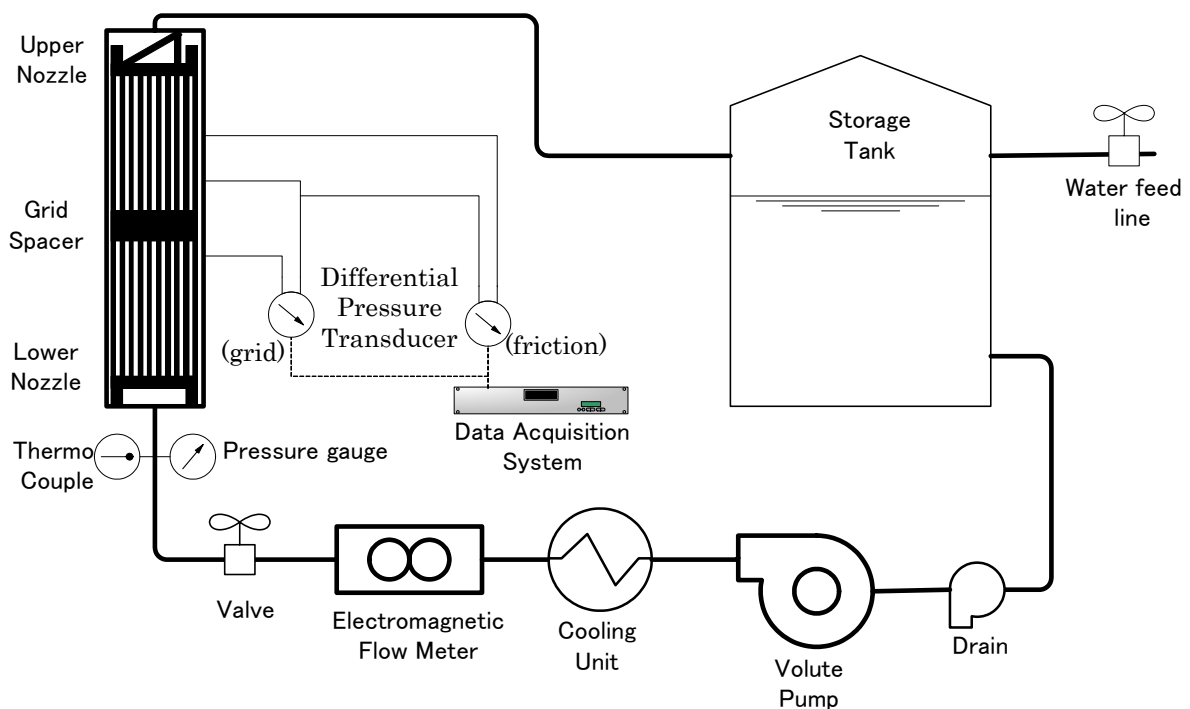 Upper
Nozzle
Storage
Tank
Water feed
line
Grid
Spacer
Differential
Pressure
Transducer
(grid)
(friction)
Lower
Nozzle
Data Acquisition
System
Thermo
Couple
Pressure gauge
Valve
Electromagnetic
Flow Meter
Cooling
Unit
Volute
Pump
Drain